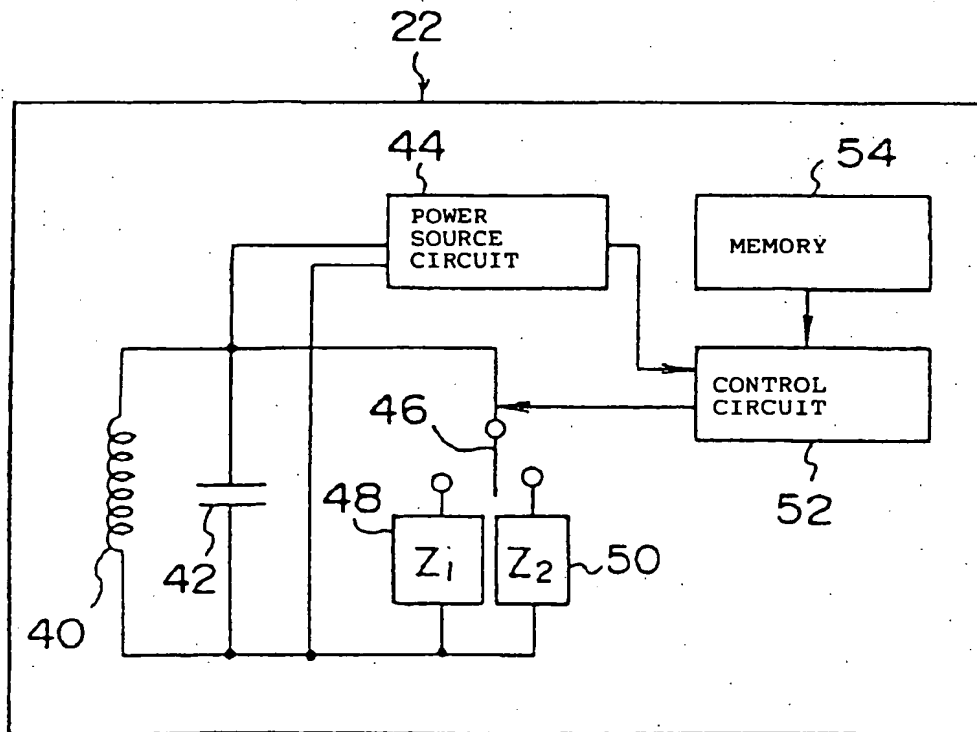 22
44
54
POWER
SOURCE
CIRCUIT
MEMORY
CONTROL
CIRCUIT
46
48
52
42
Z1
Z2
50
40